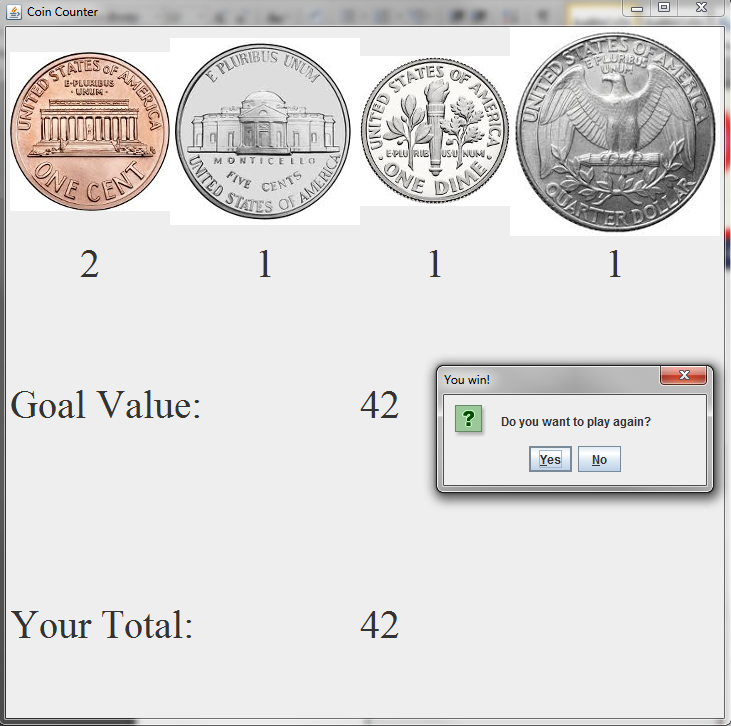 Coin Counter
UNITED STATES OF AMERICA
E·PLURIBUS
·UNUM·
ONE CENT
E PLURIBUS UNUM
MONTICELLO
FIVE CENTS
UNITED STATES OF AMERICA
UNITED STATES OF AMERICA
E·PLURIBUS UNUM·
ONE DIME
UNITED STATES OF AMERICA
E PLURIBUS
UNUM
QUARTER DOLLAR
2 1 1 1
You win!
Goal Value: 42
Do you want to play again?
Yes No
Your Total: 42